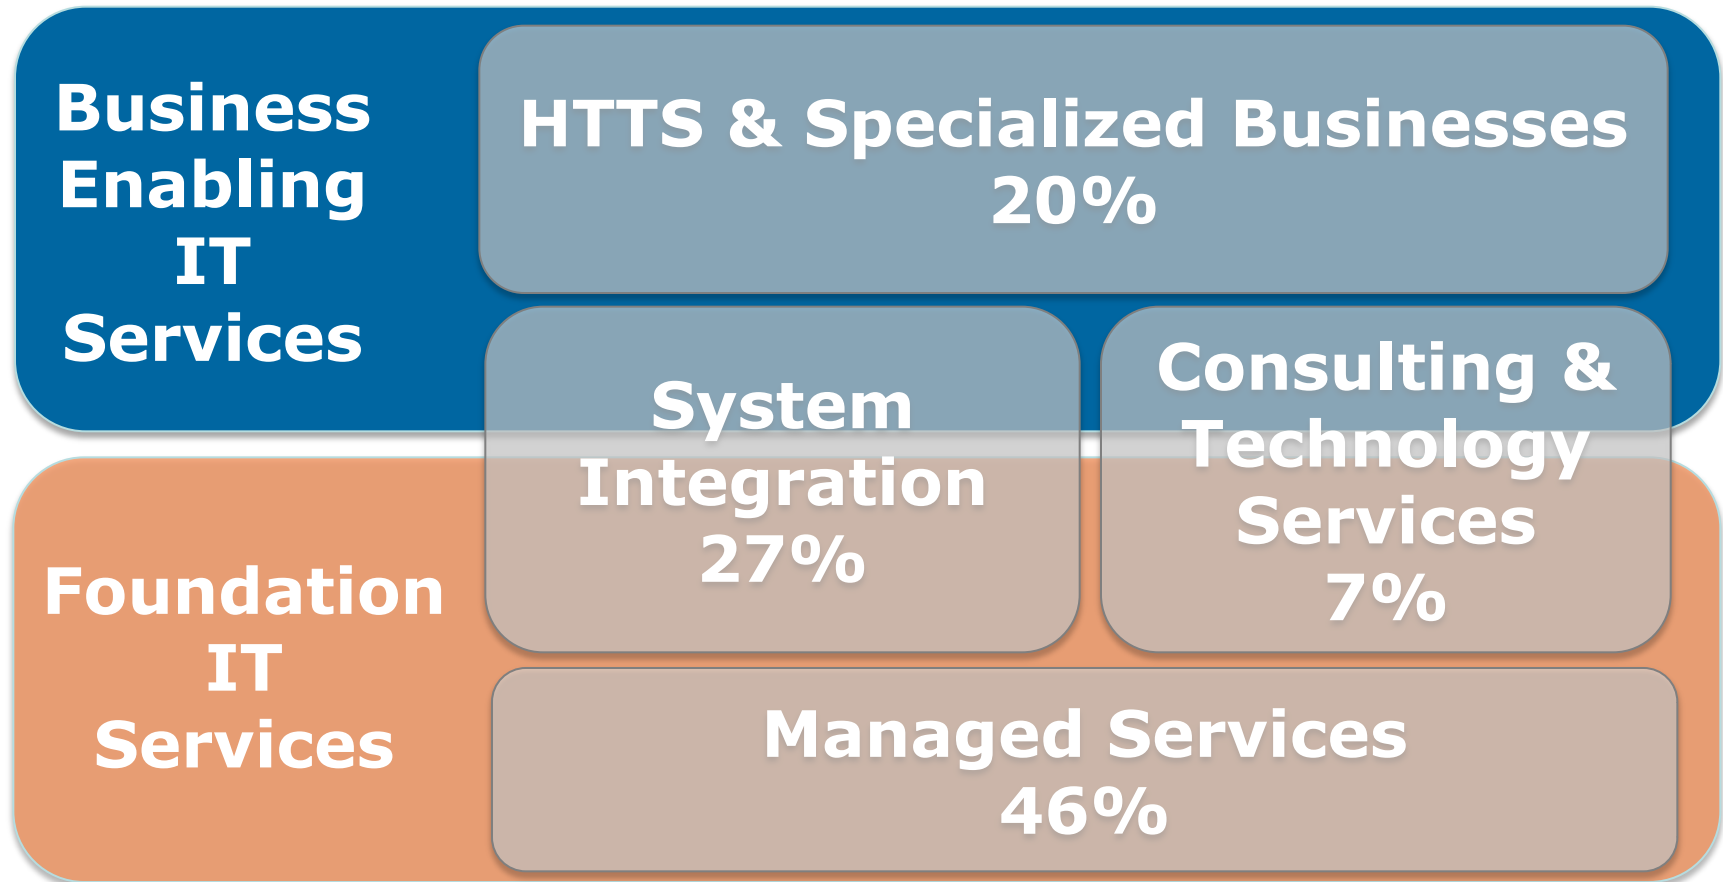 Business
Enabling
IT
Services
HTTS & Specialized Businesses
20%
System
Integration
27%
Consulting &
Technology
Services
7%
Foundation
IT
Services
Managed Services
46%